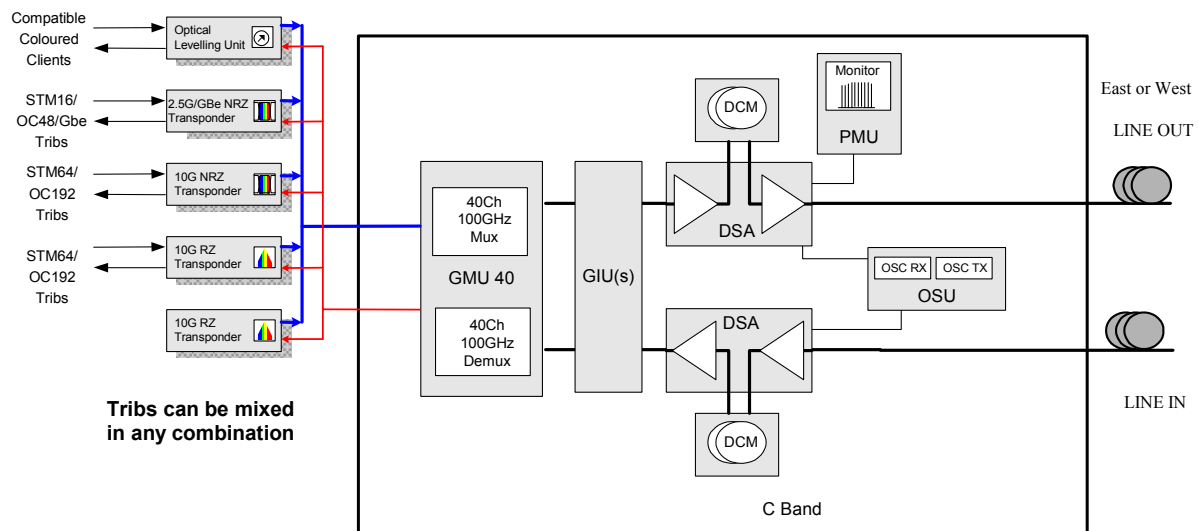 Compatible
Coloured
Clients
Optical
Levelling Unit
STM16/
OC48/Gbe
Tribs
2.5G/GBe NRZ
Transponder
STM64/
OC192
Tribs
10G NRZ
Transponder
STM64/
OC192
Tribs
10G RZ
Transponder
10G RZ
Transponder
Tribs can be mixed
in any combination
40Ch
100GHz
Mux
GMU 40
40Ch
100GHz
Demux
GIU(s)
DCM
DSA
Monitor
PMU
OSC RX
OSC TX
OSU
DSA
DCM
C Band
East or West
LINE OUT
LINE IN